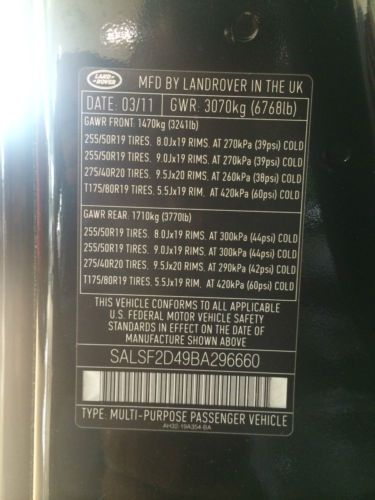 LAND ROVER
MFD BY LANDROVER IN THE UK
DATE: 03/11 GWR: 3070kg (6768lb)
GAWR FRONT: 1470kg (3241lb)
255/50R19 TIRES, 8.0Jx19 RIMS, AT 270kPa (39psi) COLD
255/50R19 TIRES, 9.0Jx19 RIMS, AT 270kPa (39psi) COLD
275/40R20 TIRES, 9.5Jx20 RIMS, AT 260kPa (38psi) COLD
T175/80R19 TIRES, 5.5Jx19 RIM, AT 420kPa (60psi) COLD
GAWR REAR: 1710kg (3770lb)
255/50R19 TIRES, 8.0Jx19 RIMS, AT 300kPa (44psi) COLD
255/50R19 TIRES, 9.0Jx19 RIMS, AT 300kPa (44psi) COLD
275/40R20 TIRES, 9.5Jx20 RIMS, AT 290kPa (42psi) COLD
T175/80R19 TIRES, 5.5Jx19 RIM, AT 420kPa (60psi) COLD
THIS VEHICLE CONFORMS TO ALL APPLICABLE
U.S. FEDERAL MOTOR VEHICLE SAFETY
STANDARDS IN EFFECT ON THE DATE OF
MANUFACTURE SHOWN ABOVE
SALSF2D49BA296660
TYPE: MULTI-PURPOSE PASSENGER VEHICLE
AH32-19A354-BA